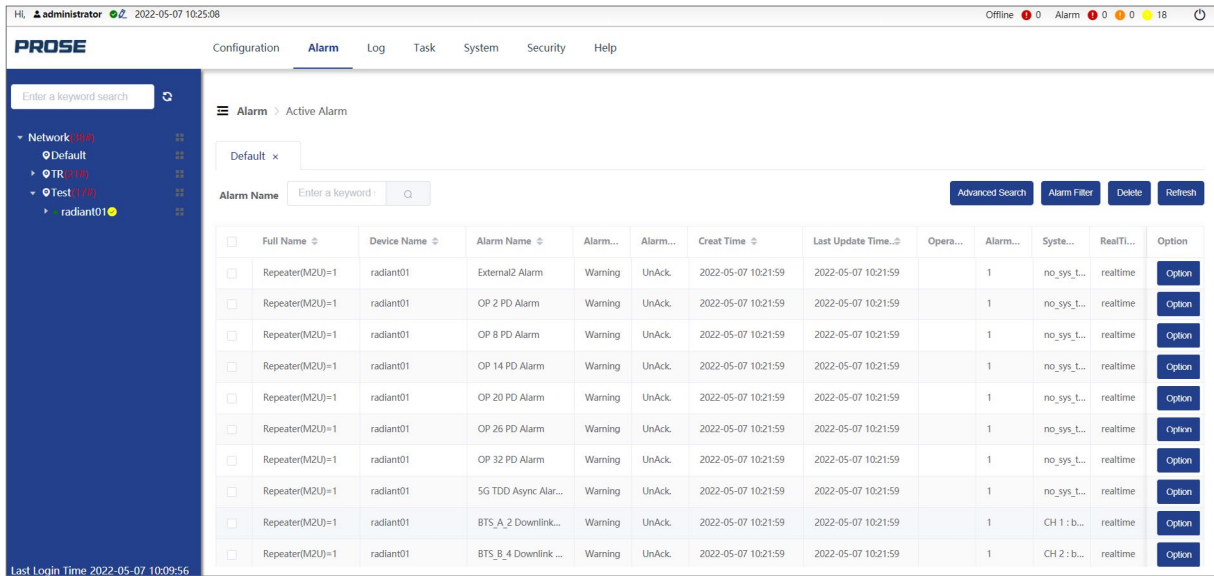 Hi, administrator 2022-05-07 10:25:08 Offline 0 Alarm 0 0 18
PROSE Configuration Alarm Log Task System Security Help
Enter a keyword search
Alarm > Active Alarm
Network(38#)
Default
TR(21#)
Test(17#)
radiant01
Default ×
Alarm Name Enter a keyword Advanced Search Alarm Filter Delete Refresh
Full Name Device Name Alarm Name Alarm... Alarm... Creat Time Last Update Time.. Opera... Alarm... Syste... RealTi... Option
Repeater(M2U)=1 radiant01 External2 Alarm Warning UnAck. 2022-05-07 10:21:59 2022-05-07 10:21:59 1 no_sys_t... realtime Option
Repeater(M2U)=1 radiant01 OP 2 PD Alarm Warning UnAck. 2022-05-07 10:21:59 2022-05-07 10:21:59 1 no_sys_t... realtime Option
Repeater(M2U)=1 radiant01 OP 8 PD Alarm Warning UnAck. 2022-05-07 10:21:59 2022-05-07 10:21:59 1 no_sys_t... realtime Option
Repeater(M2U)=1 radiant01 OP 14 PD Alarm Warning UnAck. 2022-05-07 10:21:59 2022-05-07 10:21:59 1 no_sys_t... realtime Option
Repeater(M2U)=1 radiant01 OP 20 PD Alarm Warning UnAck. 2022-05-07 10:21:59 2022-05-07 10:21:59 1 no_sys_t... realtime Option
Repeater(M2U)=1 radiant01 OP 26 PD Alarm Warning UnAck. 2022-05-07 10:21:59 2022-05-07 10:21:59 1 no_sys_t... realtime Option
Repeater(M2U)=1 radiant01 OP 32 PD Alarm Warning UnAck. 2022-05-07 10:21:59 2022-05-07 10:21:59 1 no_sys_t... realtime Option
Repeater(M2U)=1 radiant01 5G TDD Async Alar... Warning UnAck. 2022-05-07 10:21:59 2022-05-07 10:21:59 1 no_sys_t... realtime Option
Repeater(M2U)=1 radiant01 BTS_A_2 Downlink... Warning UnAck. 2022-05-07 10:21:59 2022-05-07 10:21:59 1 CH 1 : b... realtime Option
Repeater(M2U)=1 radiant01 BTS_B_4 Downlink ... Warning UnAck. 2022-05-07 10:21:59 2022-05-07 10:21:59 1 CH 2 : b... realtime Option
Last Login Time 2022-05-07 10:09:56